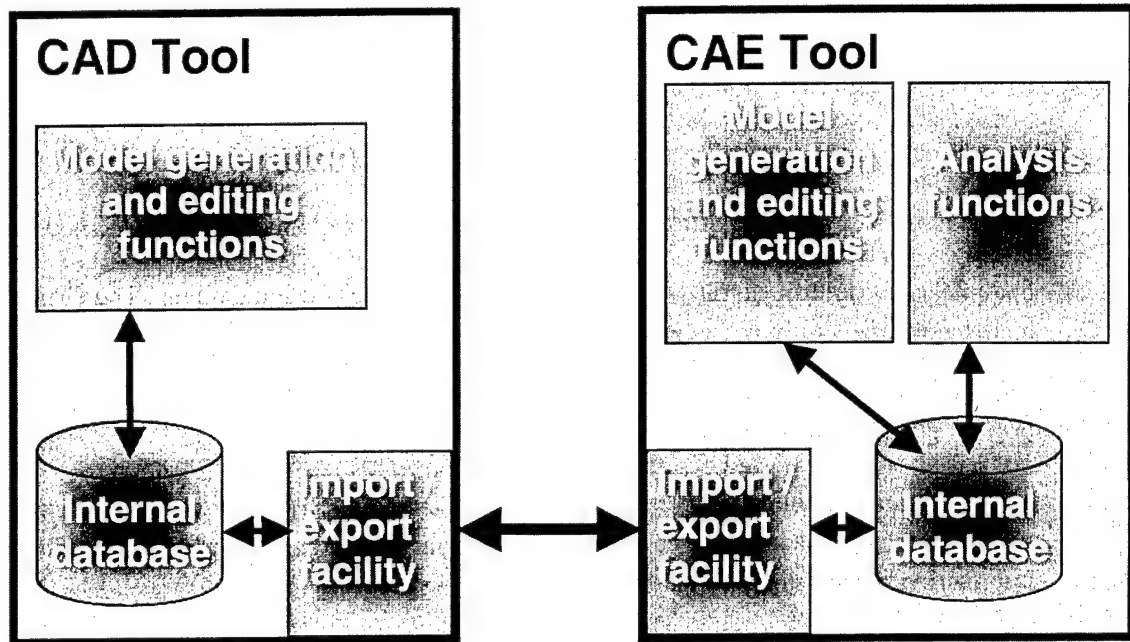 CAD Tool
Model generation
and editing
functions
Internal
database
Import /
export
facility
CAE Tool
Model
generation
and editing
functions
Analysis
functions
Import /
export
facility
Internal
database